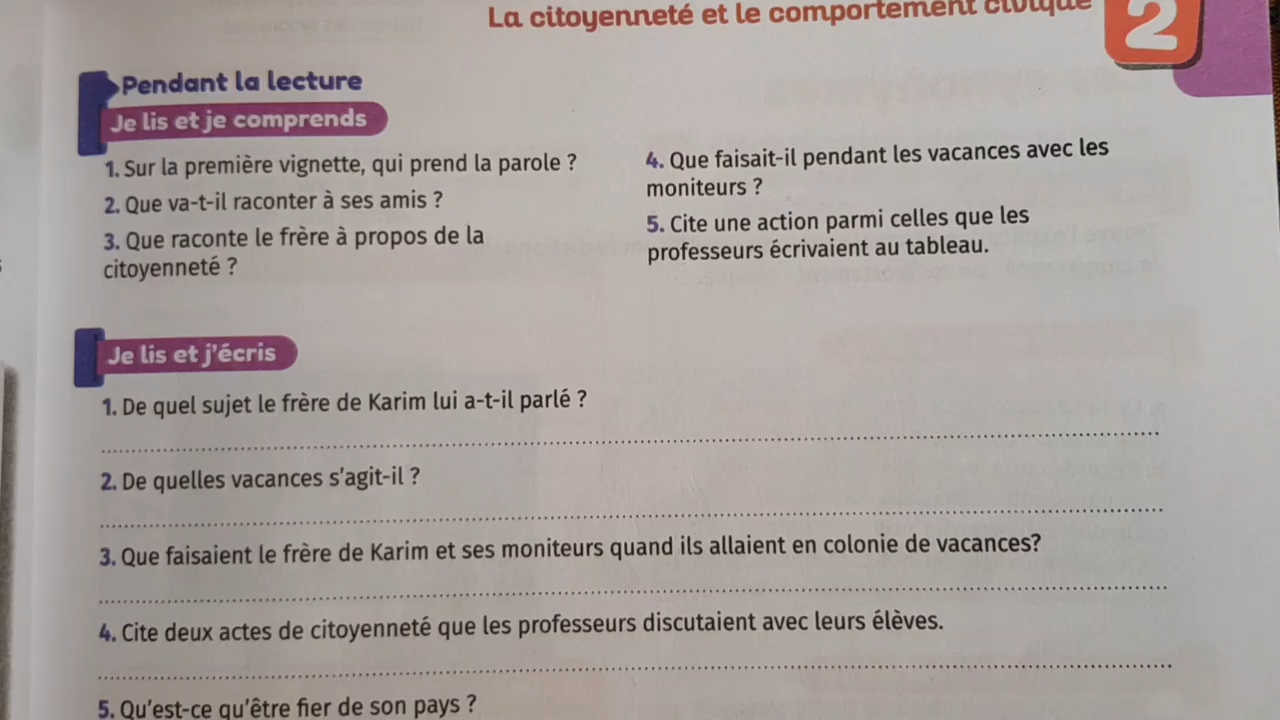 La citoyenneté et le comportement civique
2
Pendant la lecture
Je lis et je comprends
1. Sur la première vignette, qui prend la parole ?
2. Que va-t-il raconter à ses amis ?
3. Que raconte le frère à propos de la
citoyenneté ?
4. Que faisait-il pendant les vacances avec les
moniteurs ?
5. Cite une action parmi celles que les
professeurs écrivaient au tableau.
Je lis et j'écris
1. De quel sujet le frère de Karim lui a-t-il parlé ?
2. De quelles vacances s'agit-il ?
3. Que faisaient le frère de Karim et ses moniteurs quand ils allaient en colonie de vacances?
4. Cite deux actes de citoyenneté que les professeurs discutaient avec leurs élèves.
5. Qu'est-ce qu'être fier de son pays ?